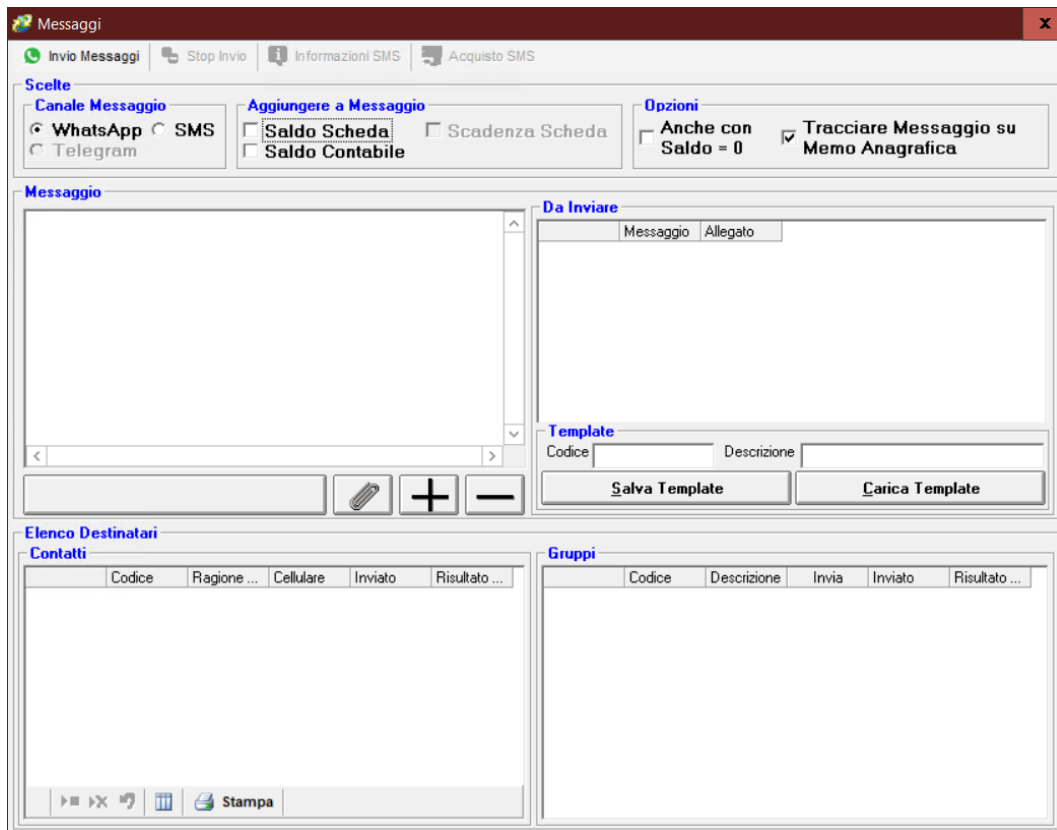 Messaggi
x
Invio Messaggi Stop Invio Informazioni SMS Acquisto SMS
Scelte
Canale Messaggio
WhatsApp SMS
Telegram
Aggiungere a Messaggio
Saldo Scheda Scadenza Scheda
Saldo Contabile
Opzioni
Anche con
Saldo = 0
Tracciare Messaggio su
Memo Anagrafica
Messaggio
Da Inviare
Messaggio Allegato
Template
Codice Descrizione
Salva Template Carica Template
Elenco Destinatari
Contatti
Codice Ragione ... Cellulare Inviato Risultato ...
Stampa
Gruppi
Codice Descrizione Invia Inviato Risultato ...